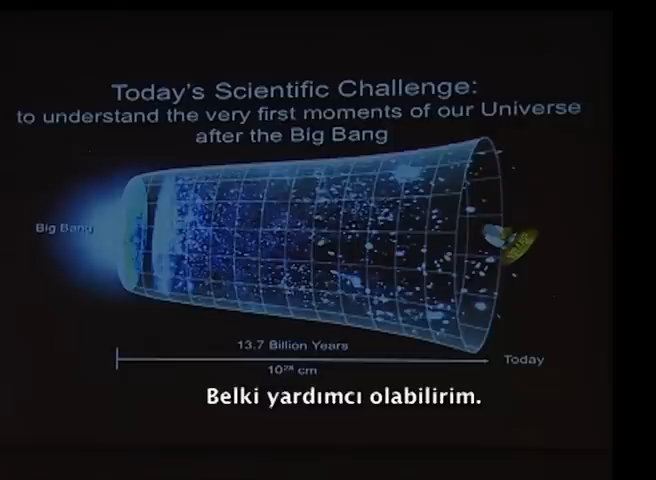 Today's Scientific Challenge:
to understand the very first moments of our Universe
after the Big Bang
Big Bang
13.7 Billion Years
10²⁸ cm
Today
Belki yardımcı olabilirim.